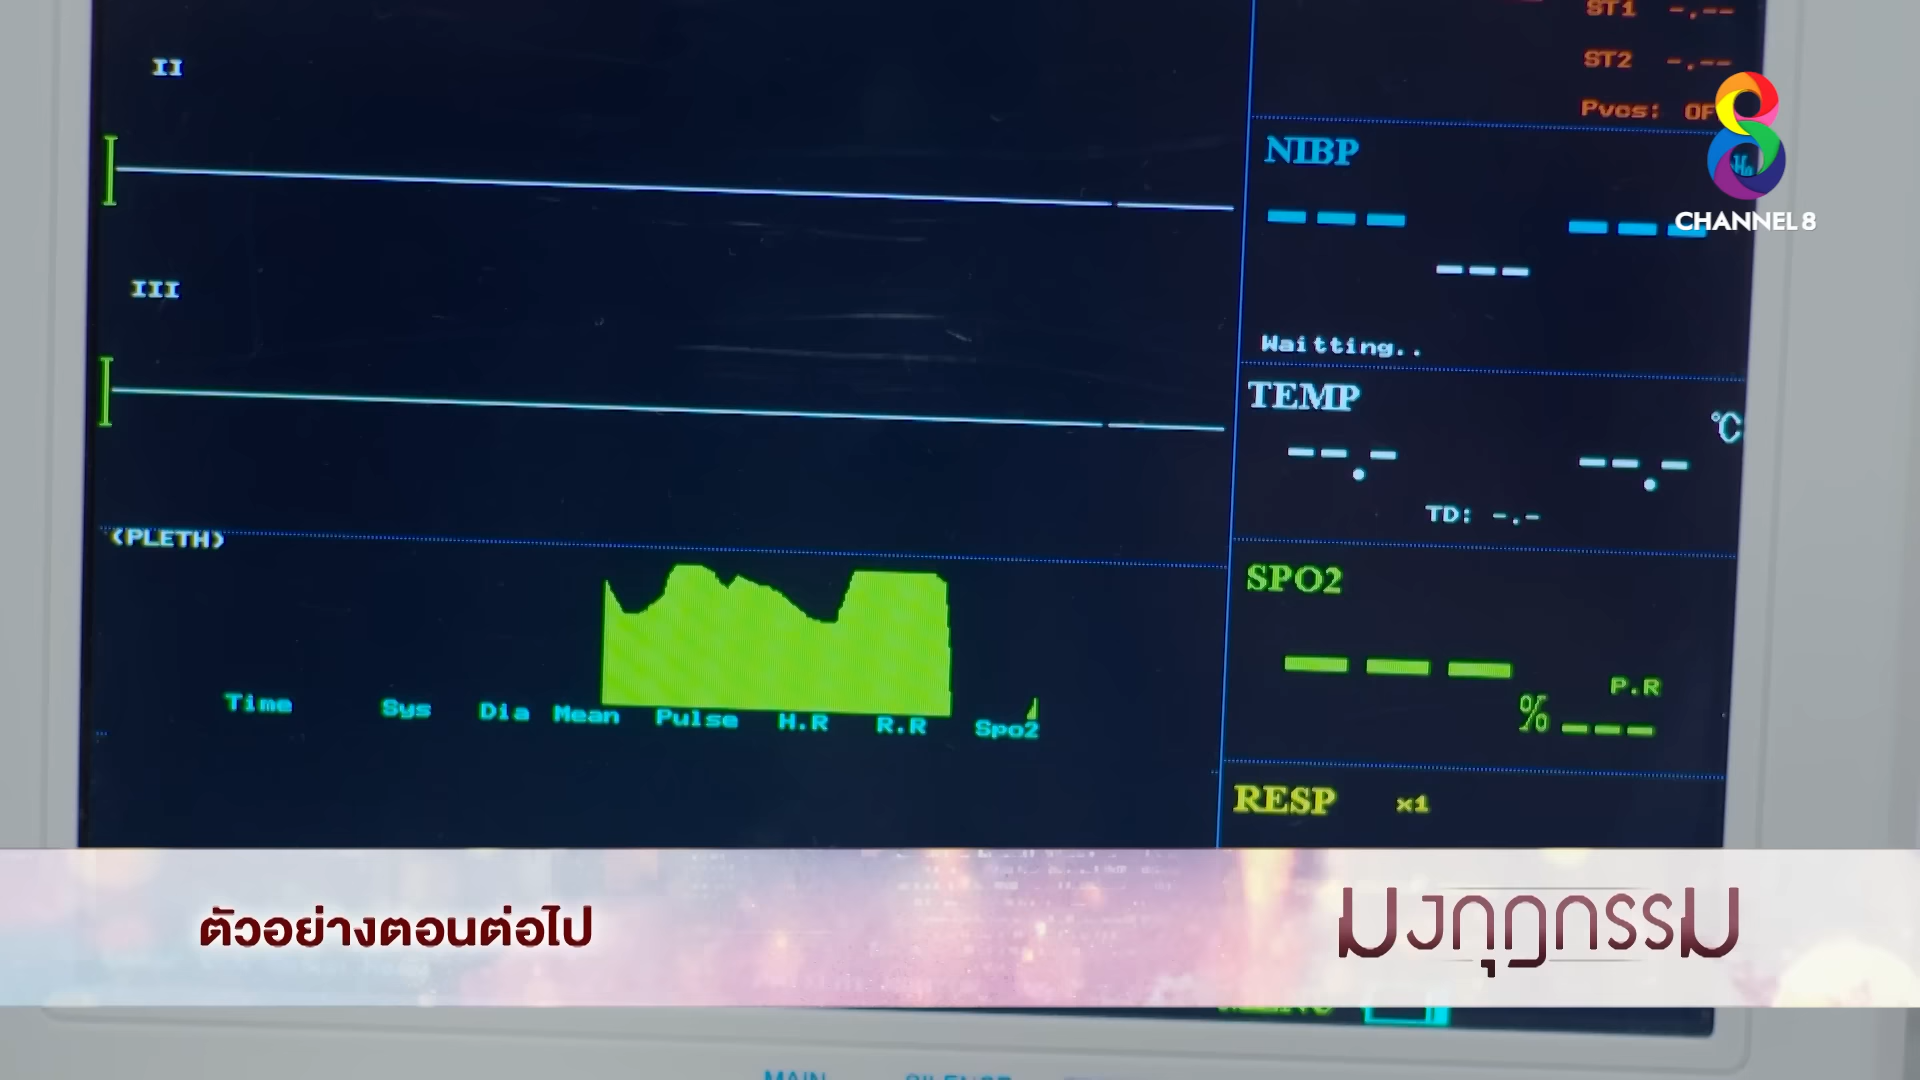 ST1 -.--
ST2 -.--
Pvcs:
II
NIBP
--- ---
---
CHANNEL 8
III
Waitting..
TEMP
°C
--.- --.-
TD: -.-
(PLETH)
SPO2
---
P.R
% ---
Time Sys Dia Mean Pulse H.R R.R Spo2
RESP x1
ตัวอย่างตอนต่อไป
มงกุฎกรรม
MAIN